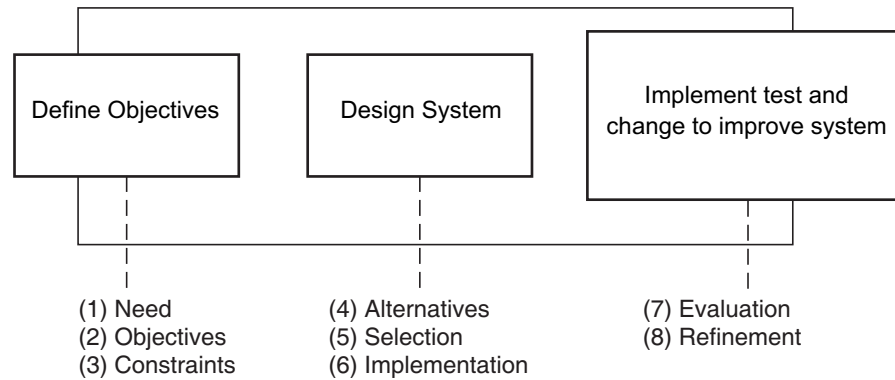 Define Objectives
Design System
Implement test and
change to improve system
(1) Need
(2) Objectives
(3) Constraints
(4) Alternatives
(5) Selection
(6) Implementation
(7) Evaluation
(8) Refinement